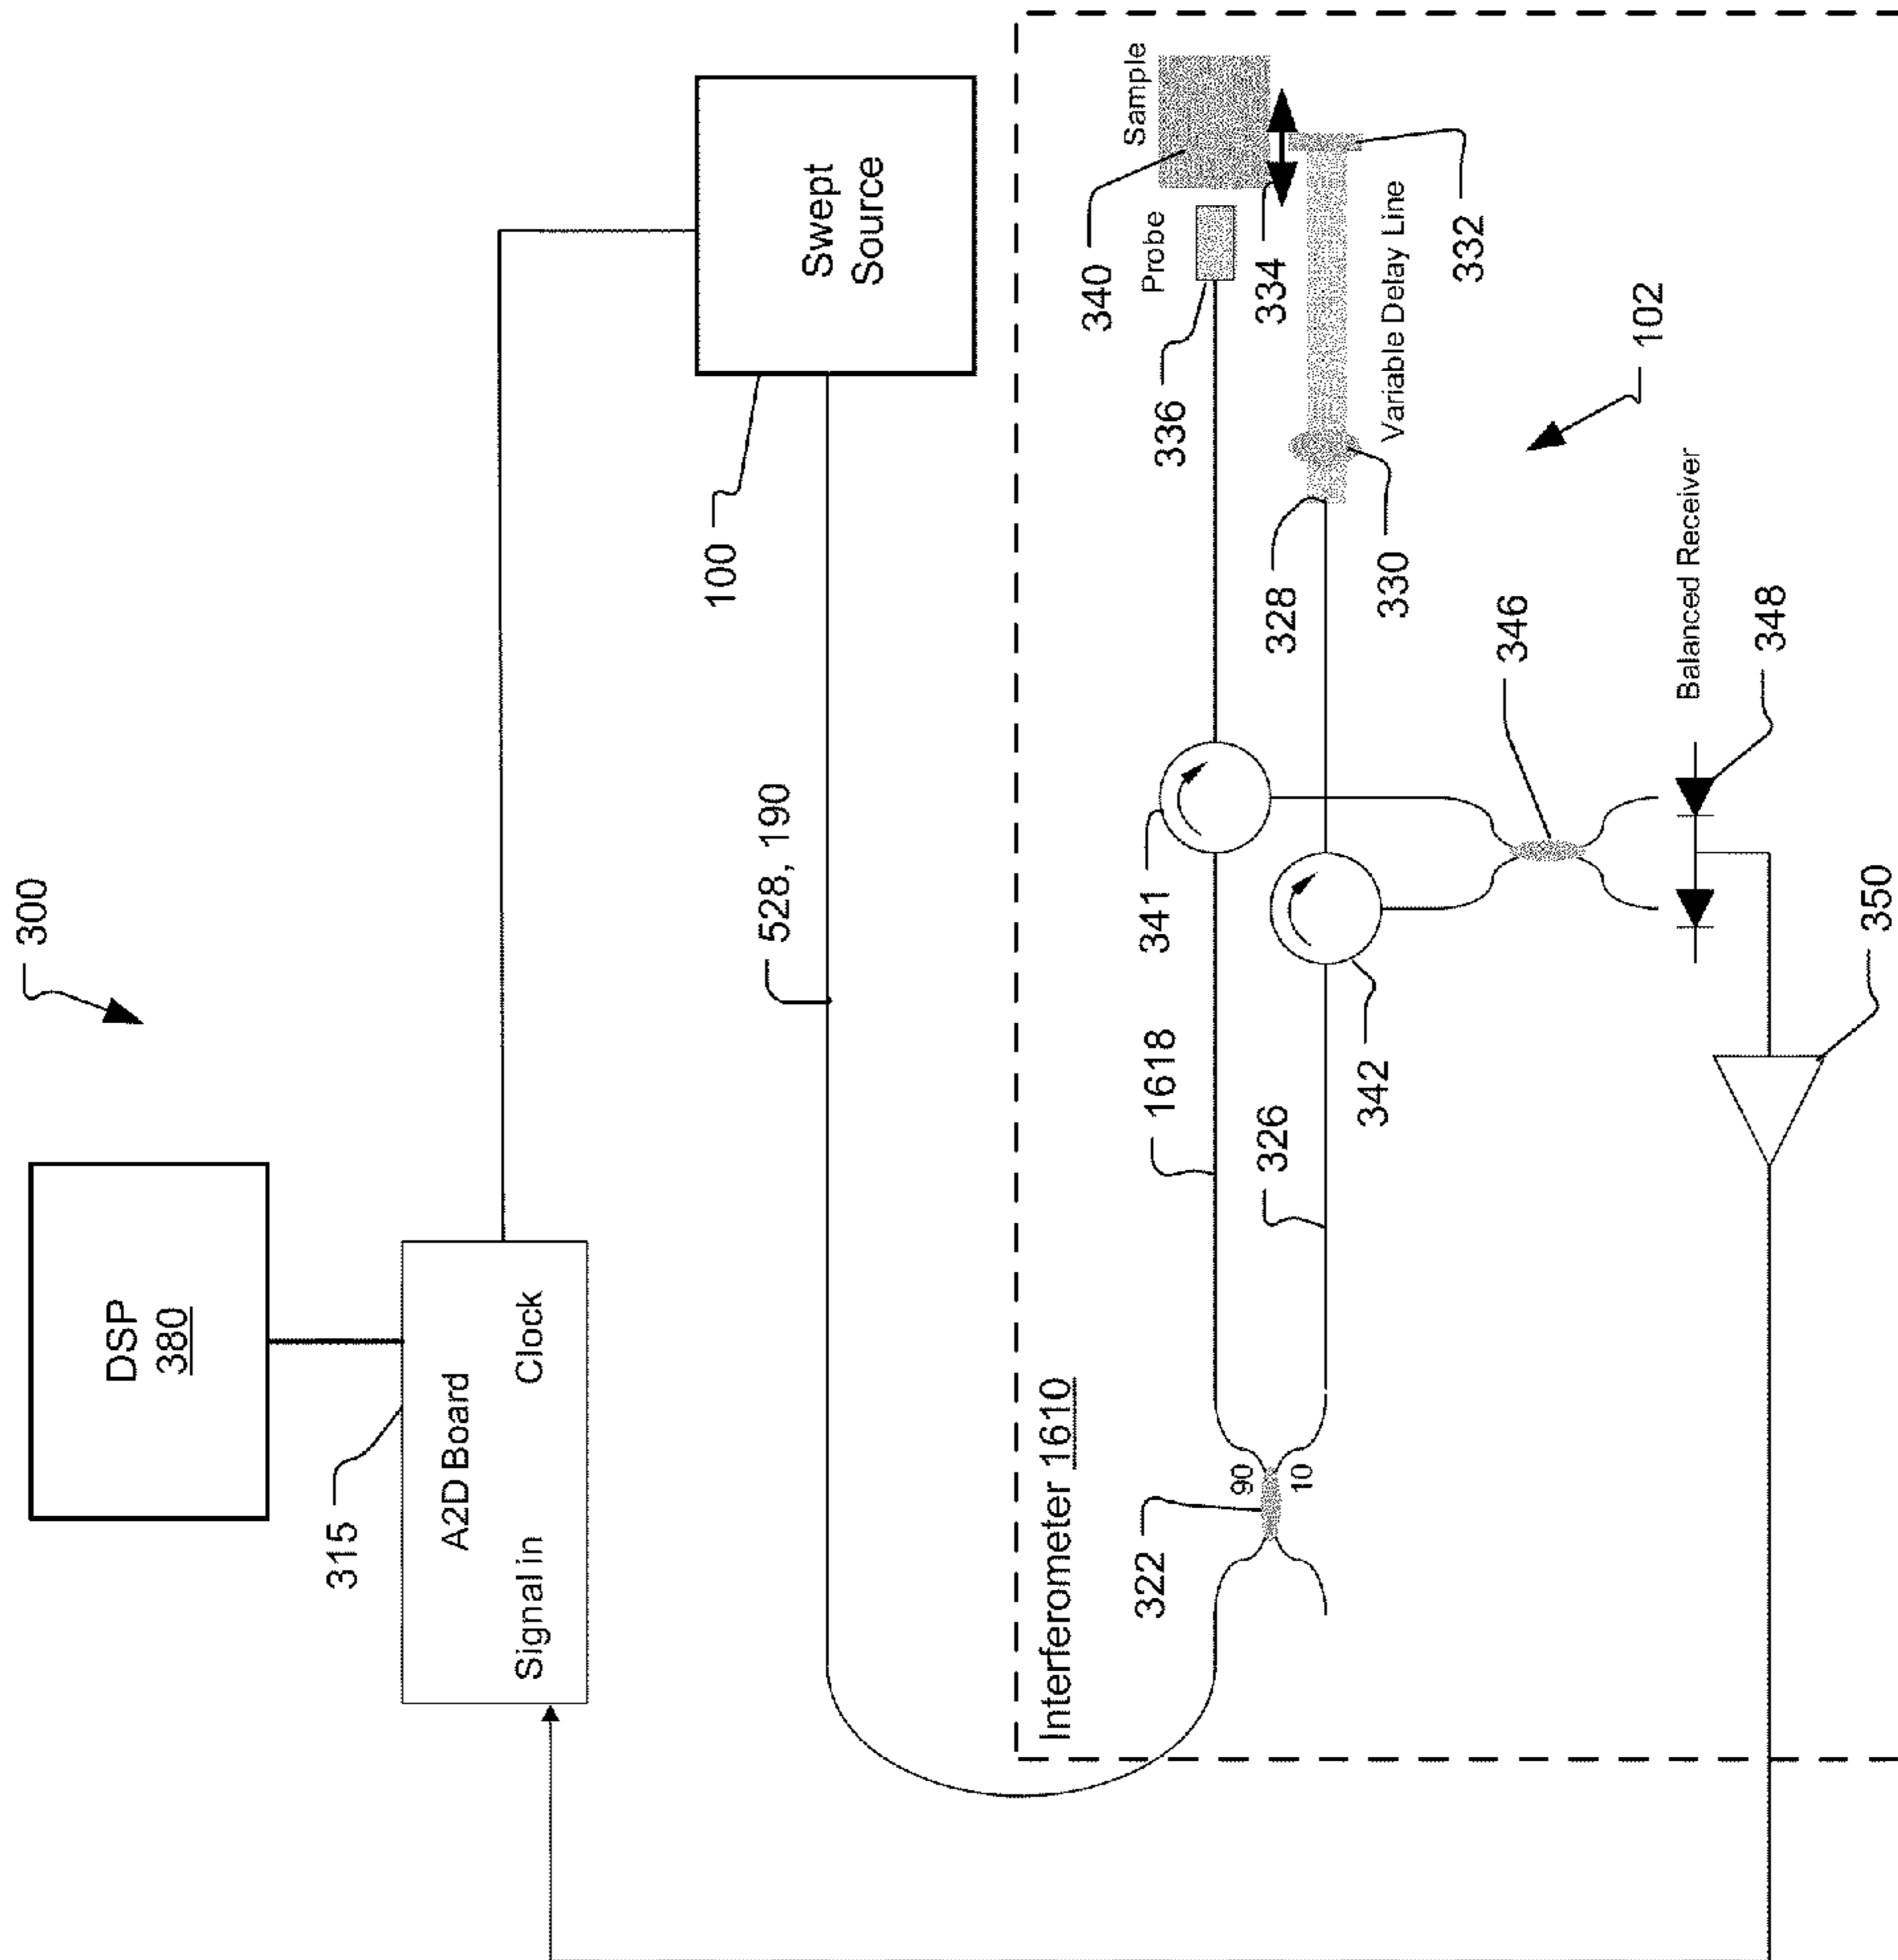 300
DSP
380
315
A2D Board
Signal in
Clock
Swept
Source
100
528, 190
Interferometer 1610
322
90
10
1618
326
341
342
336
Probe
340
Sample
334
328
330
Variable Delay Line
332
102
346
Balanced Receiver
348
350